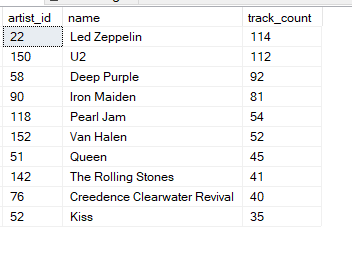 artist_id name track_count
22 Led Zeppelin 114
150 U2 112
58 Deep Purple 92
90 Iron Maiden 81
118 Pearl Jam 54
152 Van Halen 52
51 Queen 45
142 The Rolling Stones 41
76 Creedence Clearwater Revival 40
52 Kiss 35